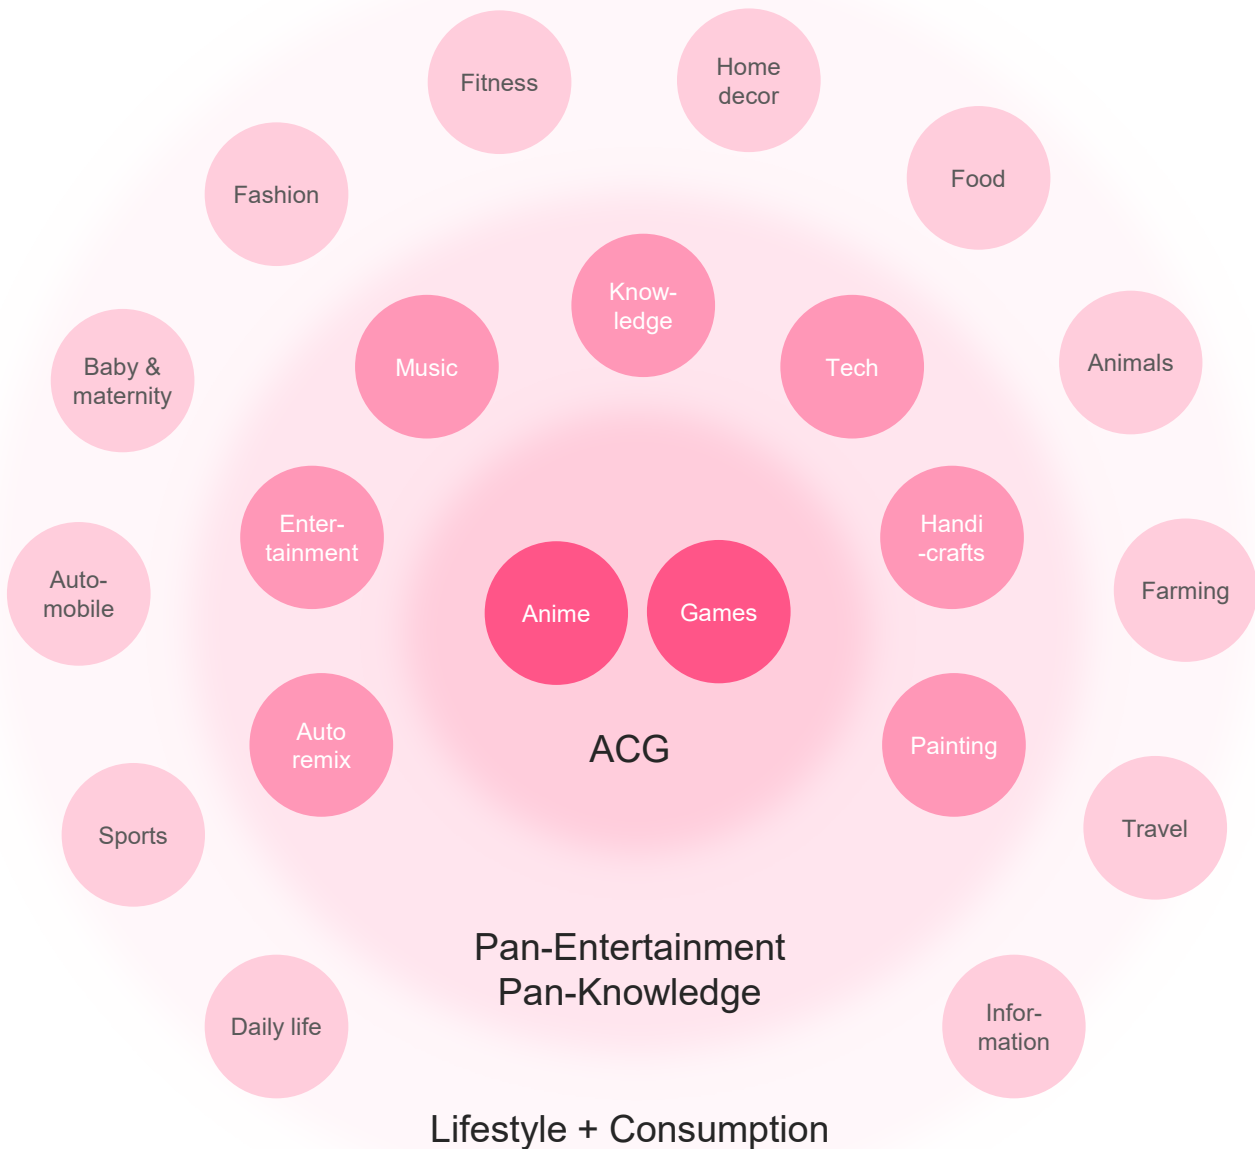 Fitness
Home
decor
Fashion
Food
Know-
ledge
Music
Tech
Baby &
maternity
Animals
Enter-
tainment
Handi
-crafts
Auto-
mobile
Anime
Games
Farming
Auto
remix
ACG
Painting
Sports
Travel
Pan-Entertainment
Pan-Knowledge
Daily life
Infor-
mation
Lifestyle + Consumption